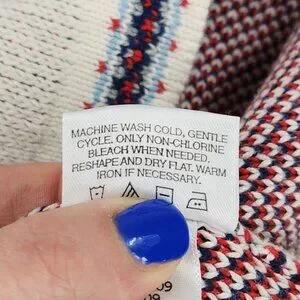 MACHINE WASH COLD, GENTLE
CYCLE. ONLY NON-CHLORINE
BLEACH WHEN NEEDED.
RESHAPE AND DRY FLAT. WARM
IRON IF NECESSARY.